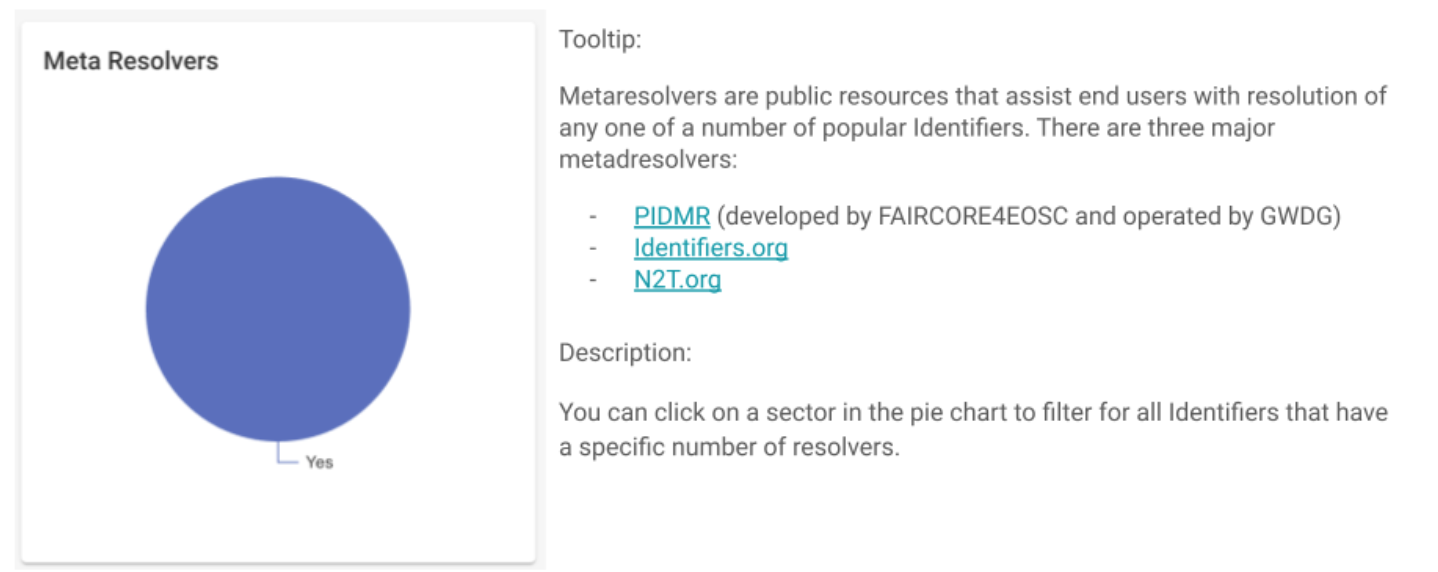 Meta Resolvers
Yes
Tooltip:
Metaresolvers are public resources that assist end users with resolution of
any one of a number of popular Identifiers. There are three major
metadresolvers:
- PIDMR (developed by FAIRCORE4EOSC and operated by GWDG)
- Identifiers.org
- N2T.org
Description:
You can click on a sector in the pie chart to filter for all Identifiers that have
a specific number of resolvers.